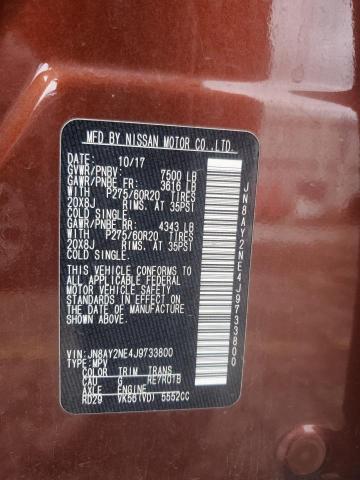 MFD BY NISSAN MOTOR CO.,LTD.
DATE: 10/17
GVWR/PNBV: 7500 LB
GAWR/PNBE FR: 3616 LB
WITH P275/60R20 TIRES
20X8J RIMS, AT 35PSI
COLD SINGLE.
GAWR/PNBE RR: 4343 LB
WITH P275/60R20 TIRES
20X8J RIMS, AT 35PSI
COLD SINGLE.
THIS VEHICLE CONFORMS TO ALL
APPLICABLE FEDERAL MOTOR
VEHICLE SAFETY STANDARDS
IN EFFECT ON THE DATE OF
MANUFACTURE SHOWN ABOVE.
VIN: JN8AY2NE4J9733800
TYPE: MPV
COLOR TRIM TRANS
CAU G RE7R01B
AXLE ENGINE
RD29 VK56(VD) 5552CC
JN8AY2NE4J9733800